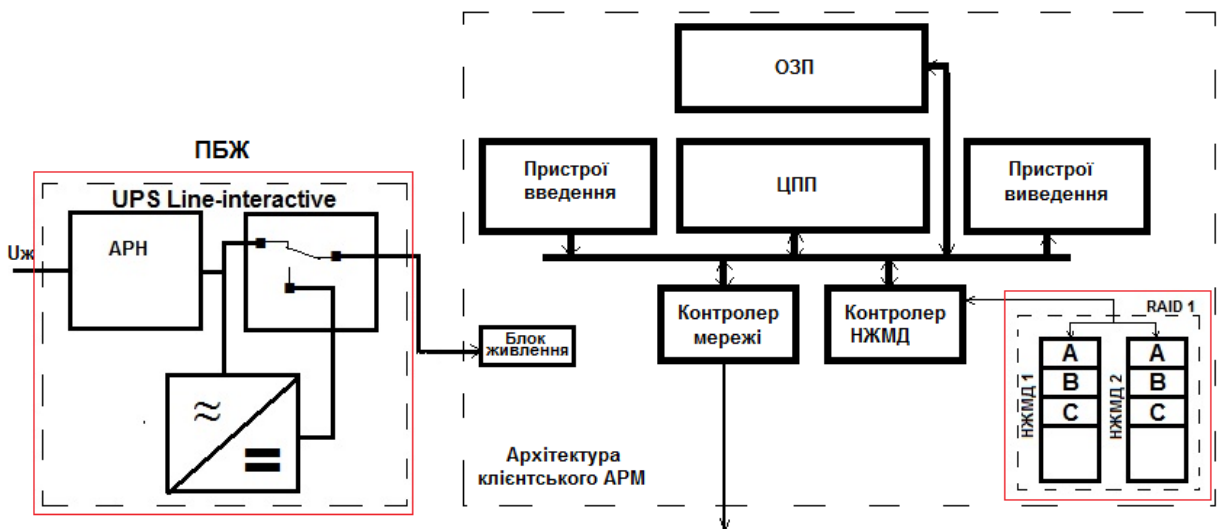 ПБЖ
UPS Line-interactive
АРН
Uж
Блок
живлення
ОЗП
Пристрої
введення
ЦПП
Пристрої
виведення
Контролер
мережі
Контролер
НЖМД
RAID 1
НЖМД 1
A
B
C
НЖМД 2
A
B
C
Архітектура
клієнтського АРМ